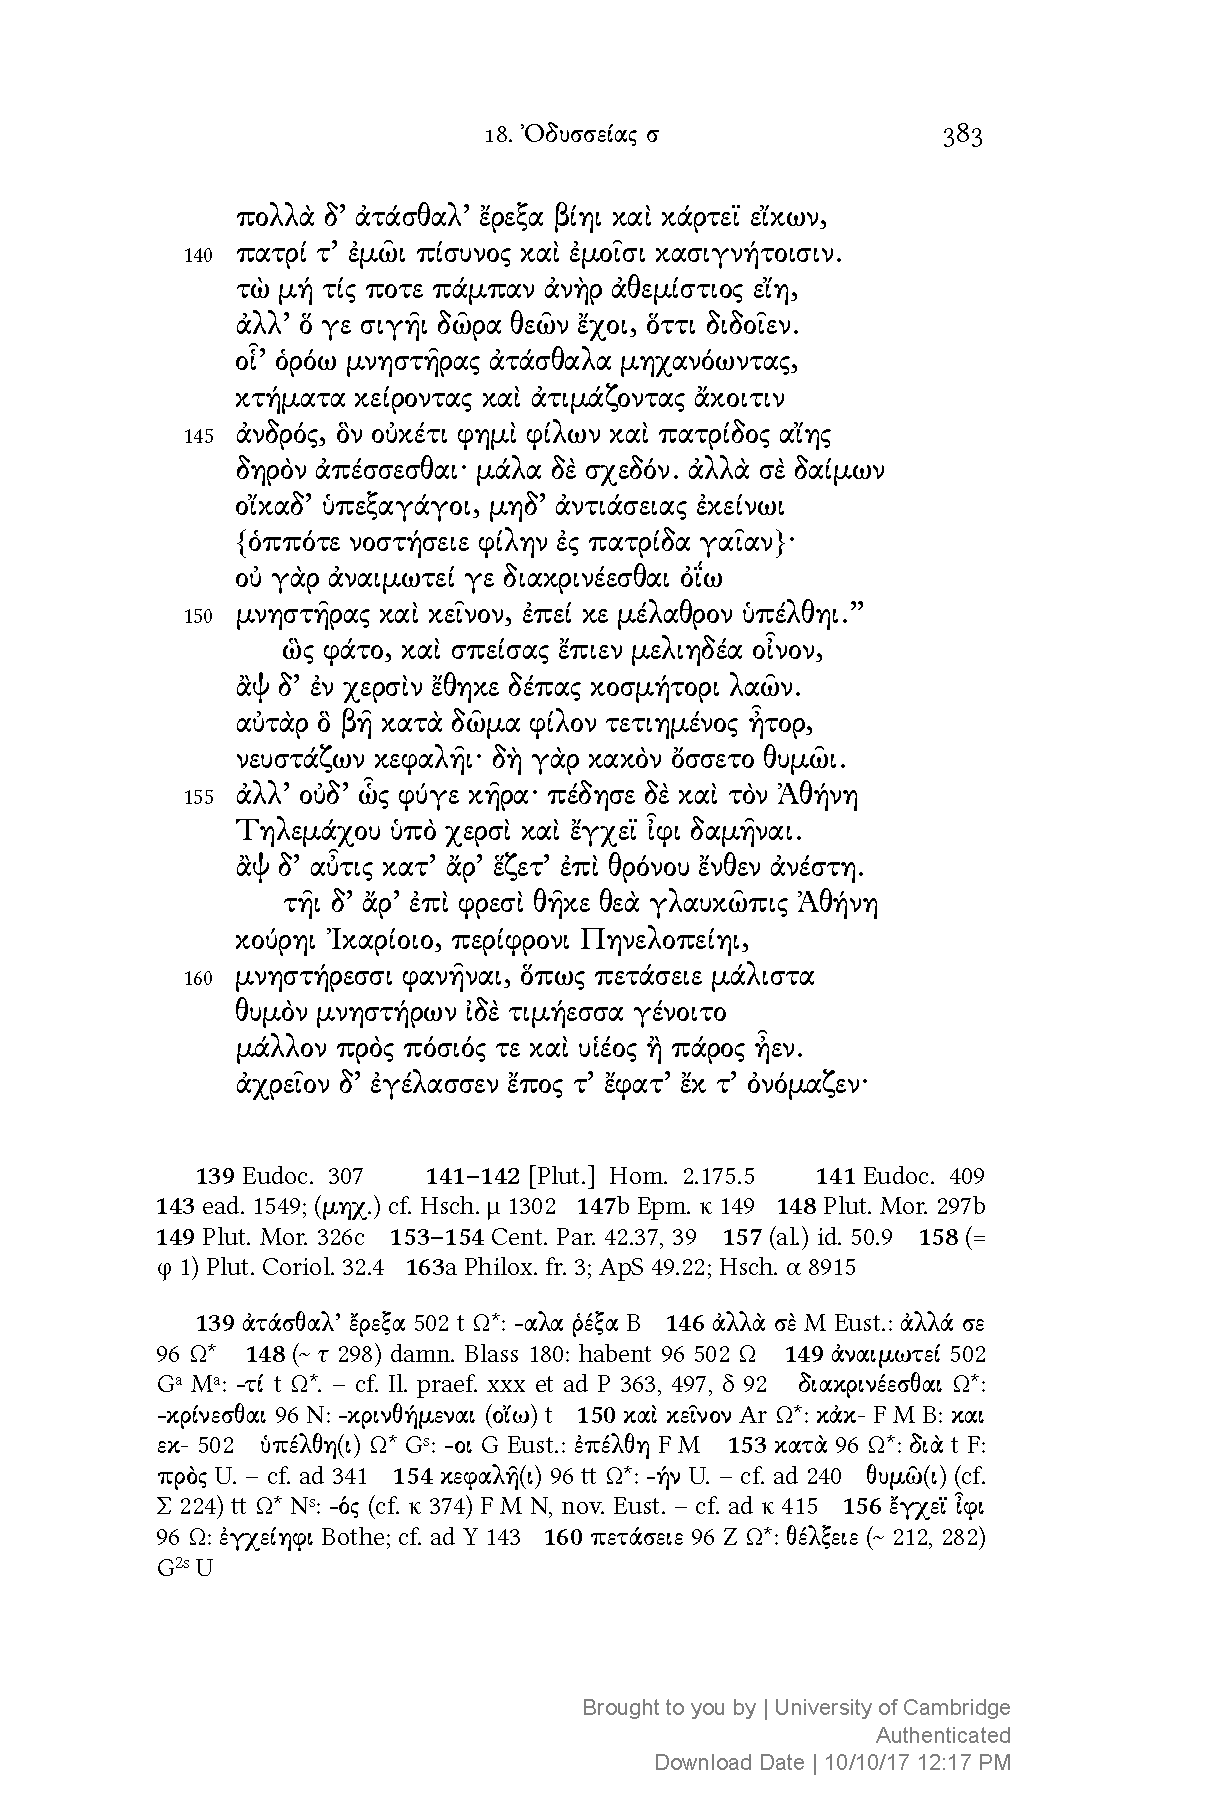 18. Ὀδυσσείας σ 383
πολλὰ δ’ ἀτάσθαλ’ ἔρεξα βίηι καὶ κάρτεϊ εἴκων,
140 πατρί τ’ ἐμῶι πίσυνος καὶ ἐμοῖσι κασιγνήτοισιν.
τὼ μή τίς ποτε πάμπαν ἀνὴρ ἀθεμίστιος εἴη,
ἀλλ’ ὅ γε σιγῆι δῶρα θεῶν ἔχοι, ὅττι διδοῖεν.
οἷ’ ὁρόω μνηστῆρας ἀτάσθαλα μηχανόωντας,
κτήματα κείροντας καὶ ἀτιμάζοντας ἄκοιτιν
145 ἀνδρός, ὃν οὐκέτι φημὶ φίλων καὶ πατρίδος αἴης
δηρὸν ἀπέσσεσθαι· μάλα δὲ σχεδόν. ἀλλὰ σὲ δαίμων
οἴκαδ’ ὑπεξαγάγοι, μηδ’ ἀντιάσειας ἐκείνωι
{ὁππότε νοστήσειε φίλην ἐς πατρίδα γαῖαν}·
οὐ γὰρ ἀναιμωτεί γε διακρινέεσθαι ὀΐω
150 μνηστῆρας καὶ κεῖνον, ἐπεί κε μέλαθρον ὑπέλθηι.”
ὣς φάτο, καὶ σπείσας ἔπιεν μελιηδέα οἶνον,
ἂψ δ’ ἐν χερσὶν ἔθηκε δέπας κοσμήτορι λαῶν.
αὐτὰρ ὃ βῆ κατὰ δῶμα φίλον τετιημένος ἦτορ,
νευστάζων κεφαλῆι· δὴ γὰρ κακὸν ὄσσετο θυμῶι.
155 ἀλλ’ οὐδ’ ὧς φύγε κῆρα· πέδησε δὲ καὶ τὸν Ἀθήνη
Τηλεμάχου ὑπὸ χερσὶ καὶ ἔγχεϊ ἶφι δαμῆναι.
ἂψ δ’ αὖτις κατ’ ἄρ’ ἕζετ’ ἐπὶ θρόνου ἔνθεν ἀνέστη.
τῆι δ’ ἄρ’ ἐπὶ φρεσὶ θῆκε θεὰ γλαυκῶπις Ἀθήνη
κούρηι Ἰκαρίοιο, περίφρονι Πηνελοπείηι,
160 μνηστήρεσσι φανῆναι, ὅπως πετάσειε μάλιστα
θυμὸν μνηστήρων ἰδὲ τιμήεσσα γένοιτο
μάλλον πρὸς πόσιός τε καὶ υἱέος ἢ πάρος ἦεν.
ἀχρεῖον δ’ ἐγέλασσεν ἔπος τ’ ἔφατ’ ἔκ τ’ ὀνόμαζεν·
139 Eudoc. 307 141–142 [Plut.] Hom. 2.175.5 141 Eudoc. 409
143 ead. 1549; (μηχ.) cf. Hsch. μ 1302 147b Epm. κ 149 148 Plut. Mor. 297b
149 Plut. Mor. 326c 153–154 Cent. Par. 42.37, 39 157 (al.) id. 50.9 158 (=
φ 1) Plut. Coriol. 32.4 163a Philox. fr. 3; ApS 49.22; Hsch. α 8915
139 ἀτάσθαλ’ ἔρεξα 502 t Ω*: -αλα ῥέξα B 146 ἀλλὰ σὲ M Eust.: ἀλλά σε
96 Ω* 148 (~ τ 298) damn. Blass 180: habent 96 502 Ω 149 ἀναιμωτεί 502
Gᵃ Mᵃ: -τί t Ω*. – cf. Il. praef. xxx et ad P 363, 497, δ 92 διακρινέεσθαι Ω*:
-κρίνεσθαι 96 N: -κρινθήμεναι (οἴω) t 150 καὶ κεῖνον Ar Ω*: κἀκ- F M B: και
εκ- 502 ὑπέλθη(ι) Ω* Gˢ: -οι G Eust.: ἐπέλθη F M 153 κατὰ 96 Ω*: διὰ t F:
πρὸς U. – cf. ad 341 154 κεφαλῆ(ι) 96 tt Ω*: -ήν U. – cf. ad 240 θυμῶ(ι) (cf.
Σ 224) tt Ω* Nˢ: -ός (cf. κ 374) F M N, nov. Eust. – cf. ad κ 415 156 ἔγχεϊ ἶφι
96 Ω: ἐγχείηφι Bothe; cf. ad Υ 143 160 πετάσειε 96 Z Ω*: θέλξειε (~ 212, 282)
G²ˢ U
Brought to you by | University of Cambridge
Authenticated
Download Date | 10/10/17 12:17 PM